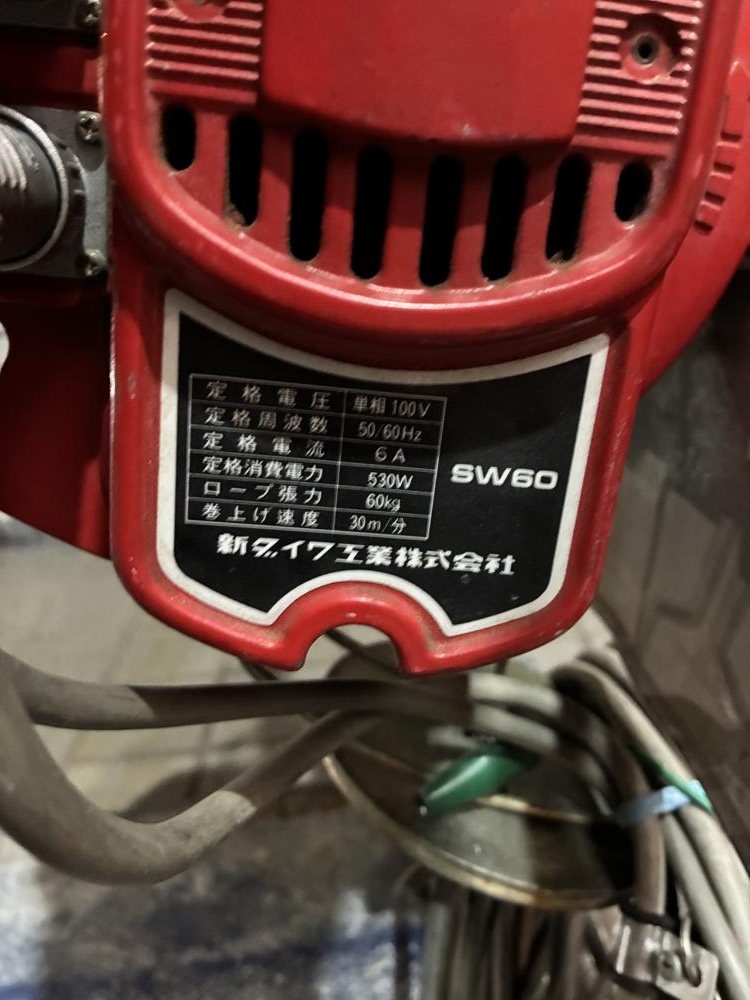 定格電圧 単相100V
定格周波数 50/60Hz
定格電流 6A
定格消費電力 530W
ロープ張力 60kg
巻上げ速度 30m/分
SW60
新ダイワ工業株式会社